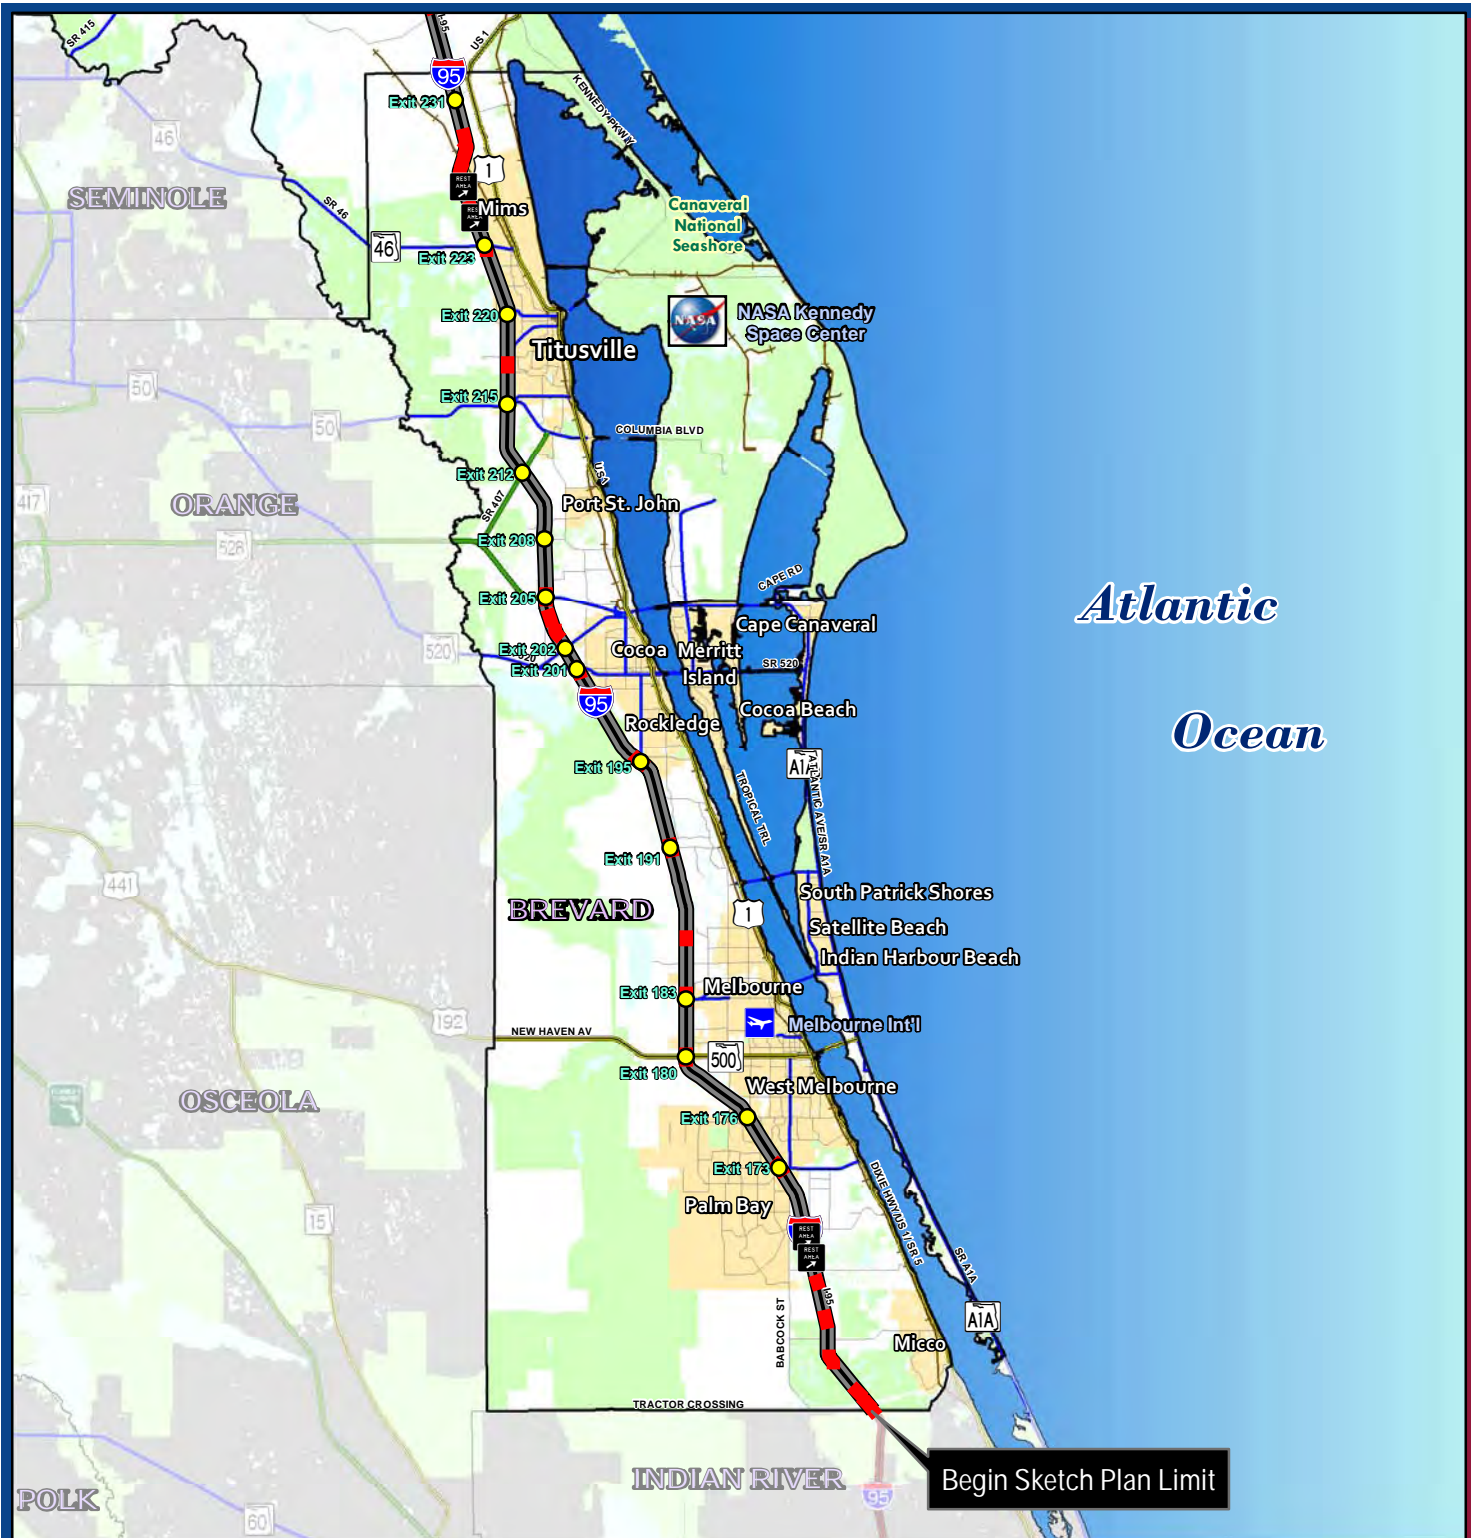 SR 415
I-95
US 1
95
Exit 231
KENNEDY PKWY
46
1
REST
AREA
REST
AREA
Mims
SEMINOLE
SR 46
Canaveral
National
Seashore
46
Exit 223
NASA
NASA Kennedy
Space Center
Exit 220
Titusville
50
Exit 215
50
COLUMBIA BLVD
US 1
Exit 212
417
ORANGE
SR 407
Port St. John
528
Exit 208
CAPE RD
Exit 205
Atlantic
Cape Canaveral
520
Exit 202
Cocoa
Merritt
Island
SR 520
Exit 201
95
Rockledge
Cocoa Beach
Ocean
Exit 195
A1A
TROPICAL TRL
ATLANTIC AVE/SR A1A
Exit 191
441
South Patrick Shores
BREVARD
1
Satellite Beach
Indian Harbour Beach
Exit 183
Melbourne
192
NEW HAVEN AV
Melbourne Int'l
500
Exit 180
West Melbourne
OSCEOLA
Exit 176
Exit 173
DIXIE HWY/US 1/ SR 5
Palm Bay
15
REST
AREA
REST
AREA
SR A1A
I-95
BABCOCK ST
A1A
Micco
TRACTOR CROSSING
INDIAN RIVER
Begin Sketch Plan Limit
POLK
95
60